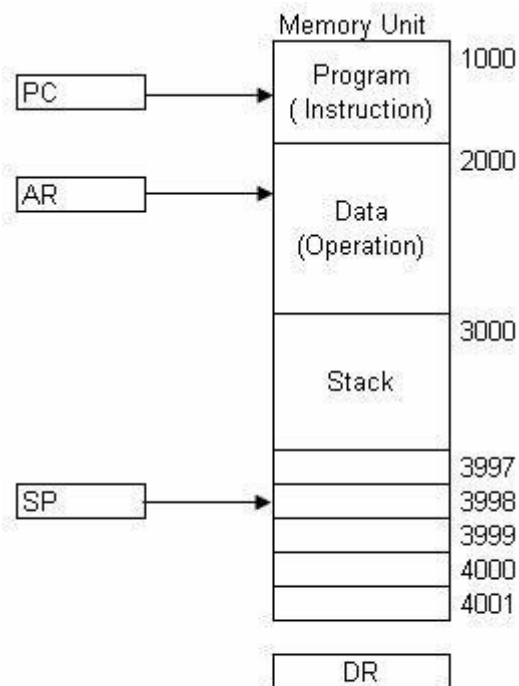 Memory Unit
1000
Program
( Instruction)
PC
2000
AR
Data
(Operation)
3000
Stack
3997
SP
3998
3999
4000
4001
DR